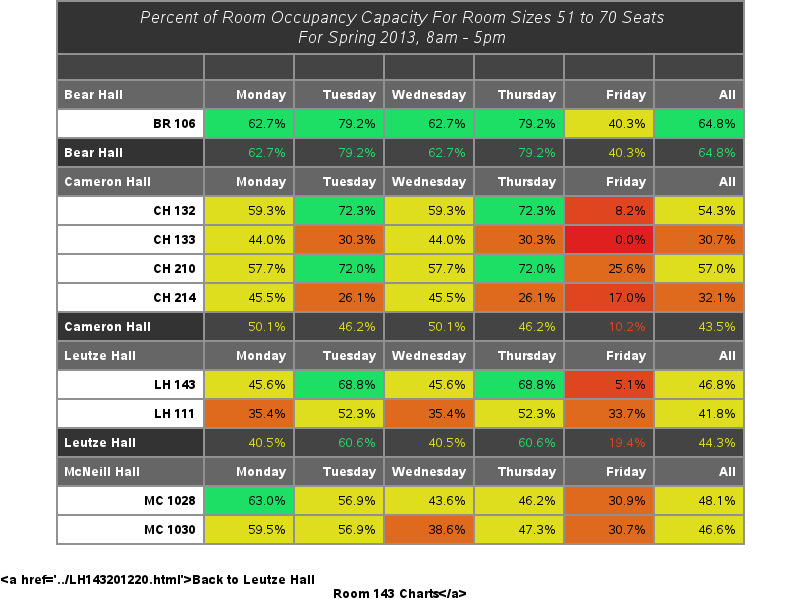 Percent of Room Occupancy Capacity For Room Sizes 51 to 70 Seats
For Spring 2013, 8am - 5pm
Bear Hall Monday Tuesday Wednesday Thursday Friday All
BR 106 62.7% 79.2% 62.7% 79.2% 40.3% 64.8%
Bear Hall 62.7% 79.2% 62.7% 79.2% 40.3% 64.8%
Cameron Hall Monday Tuesday Wednesday Thursday Friday All
CH 132 59.3% 72.3% 59.3% 72.3% 8.2% 54.3%
CH 133 44.0% 30.3% 44.0% 30.3% 0.0% 30.7%
CH 210 57.7% 72.0% 57.7% 72.0% 25.6% 57.0%
CH 214 45.5% 26.1% 45.5% 26.1% 17.0% 32.1%
Cameron Hall 50.1% 46.2% 50.1% 46.2% 10.2% 43.5%
Leutze Hall Monday Tuesday Wednesday Thursday Friday All
LH 143 45.6% 68.8% 45.6% 68.8% 5.1% 46.8%
LH 111 35.4% 52.3% 35.4% 52.3% 33.7% 41.8%
Leutze Hall 40.5% 60.6% 40.5% 60.6% 19.4% 44.3%
McNeill Hall Monday Tuesday Wednesday Thursday Friday All
MC 1028 63.0% 56.9% 43.6% 46.2% 30.9% 48.1%
MC 1030 59.5% 56.9% 38.6% 47.3% 30.7% 46.6%
<a href='../LH143201220.html'>Back to Leutze Hall
Room 143 Charts</a>